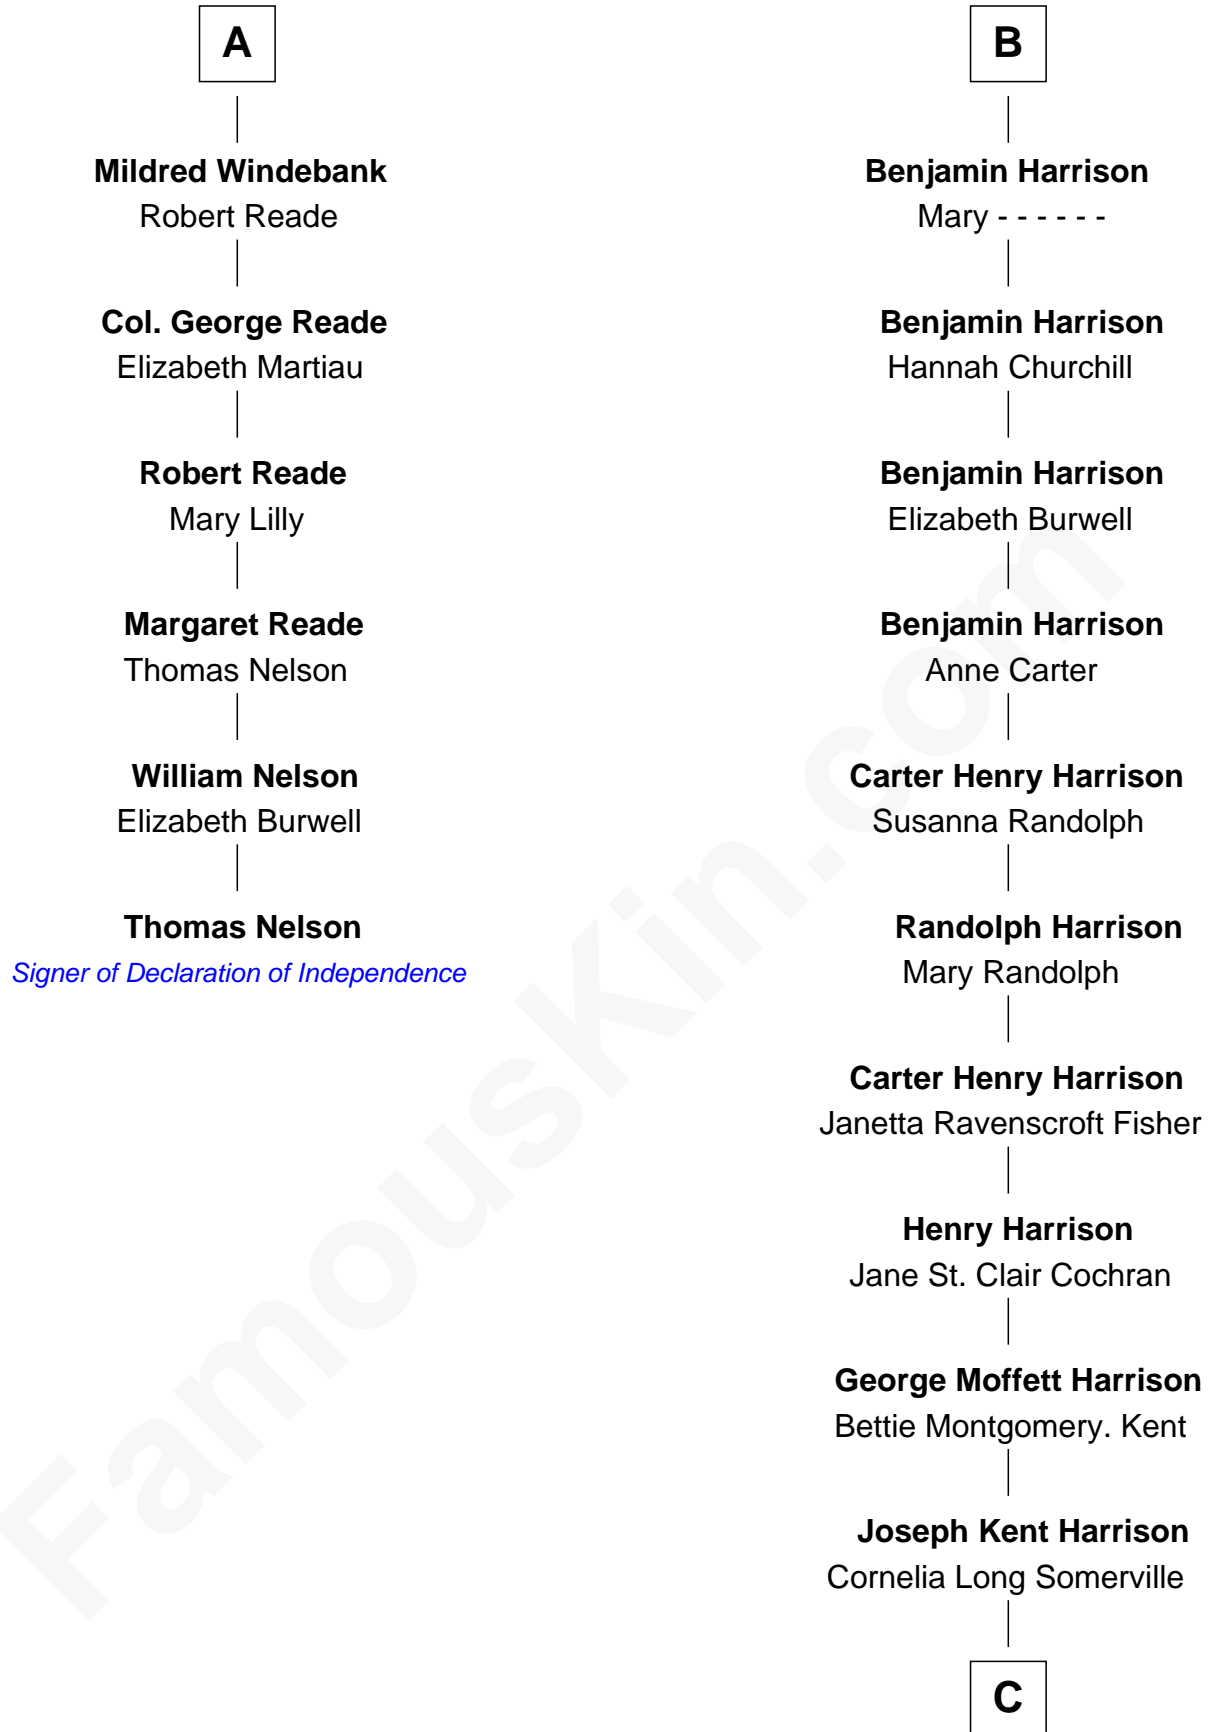 A
Mildred Windebank
Robert Reade
Col. George Reade
Elizabeth Martiau
Robert Reade
Mary Lilly
Margaret Reade
Thomas Nelson
William Nelson
Elizabeth Burwell
Thomas Nelson
Signer of Declaration of Independence
B
Benjamin Harrison
Mary - - - - - -
Benjamin Harrison
Hannah Churchill
Benjamin Harrison
Elizabeth Burwell
Benjamin Harrison
Anne Carter
Carter Henry Harrison
Susanna Randolph
Randolph Harrison
Mary Randolph
Carter Henry Harrison
Janetta Ravenscroft Fisher
Henry Harrison
Jane St. Clair Cochran
George Moffett Harrison
Bettie Montgomery. Kent
Joseph Kent Harrison
Cornelia Long Somerville
C
FamousKin.com